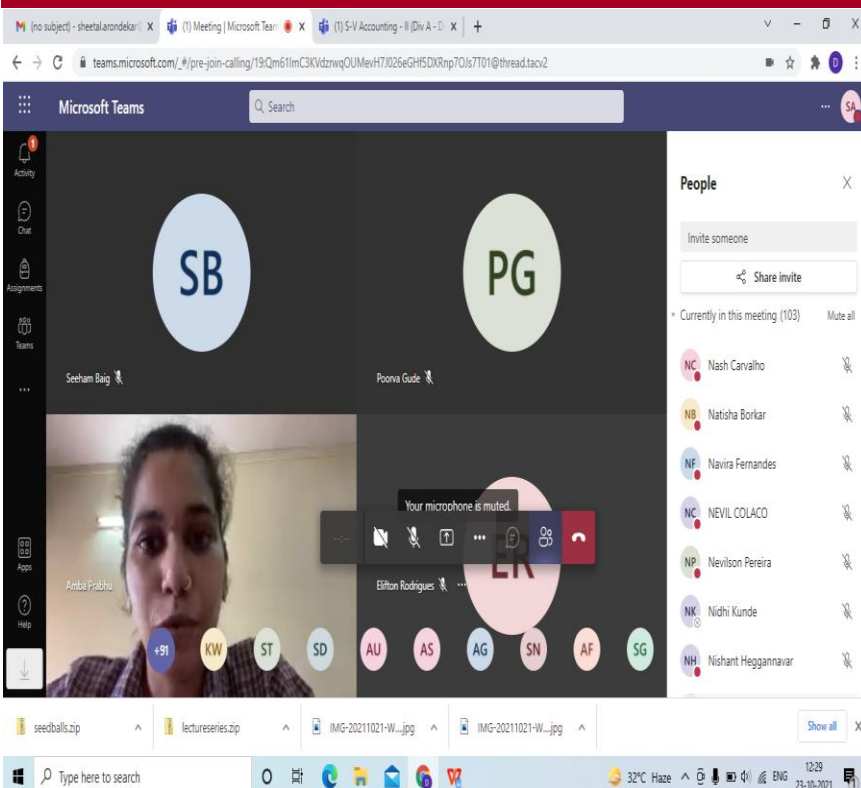 (no subject) - sheetal.arondekar
(1) Meeting | Microsoft Team
(1) S-V Accounting - II (Div A - D
teams.microsoft.com/_#/pre-join-calling/19:Qm61lmC3KVdzrwqOUMevH7J026eGHf5DXRnp7OJs7T01@thread.tacv2
D
Microsoft Teams
Search
SA
1
Activity
Chat
Assignments
Teams
Apps
Help
SB
Seeham Baig
PG
Poorva Gude
Amba Prabhu
Your microphone is muted.
--:--
ER
Elifton Rodrigues
+91
KW
ST
SD
AU
AS
AG
SN
AF
SG
People
Invite someone
Share invite
Currently in this meeting (103) Mute all
NC Nash Carvalho
NB Natisha Borkar
NF Navira Fernandes
NC NEVIL COLACO
NP Nevilson Pereira
NK Nidhi Kunde
NH Nishant Heggannavar
seedballs.zip
lectureseries.zip
IMG-20211021-W....jpg
IMG-20211021-W....jpg
Show all
Type here to search
32°C Haze
ENG
12:29
23-10-2021
1